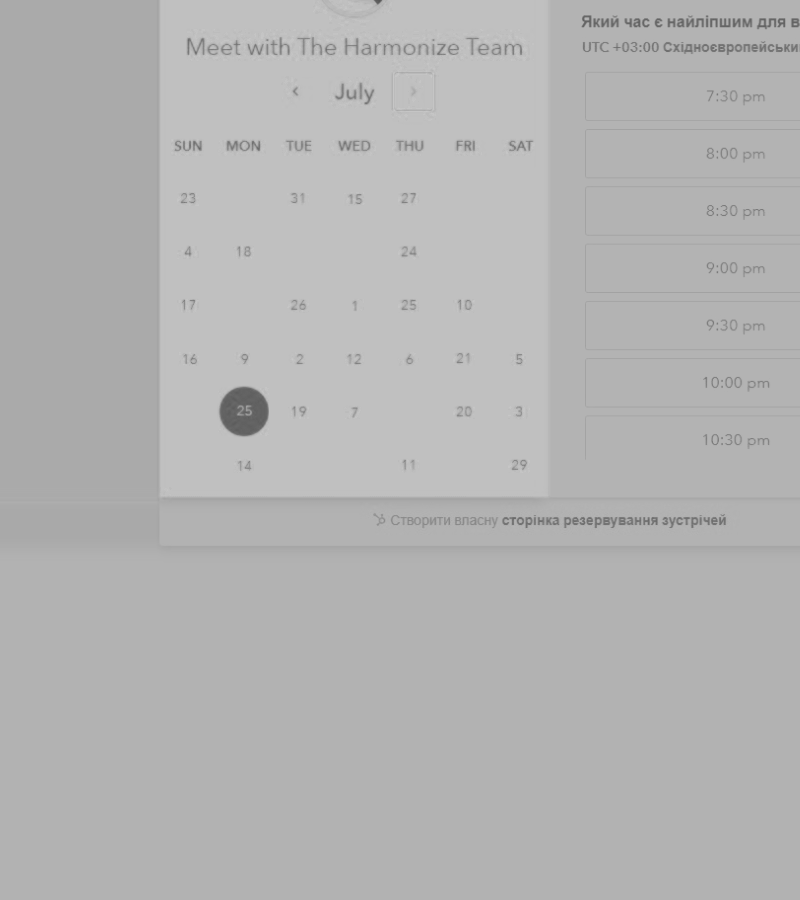 Meet with The Harmonize Team
‹ July ›
SUN MON TUE WED THU FRI SAT
23 31 15 27
4 18 24
17 26 1 25 10
16 9 2 12 6 21 5
25 19 7 20 3
14 11 29
Який час є найліпшим для
UTC +03:00
7:30 pm
8:00 pm
8:30 pm
9:00 pm
9:30 pm
10:00 pm
10:30 pm
Створити власну сторінка резервування зустрічей